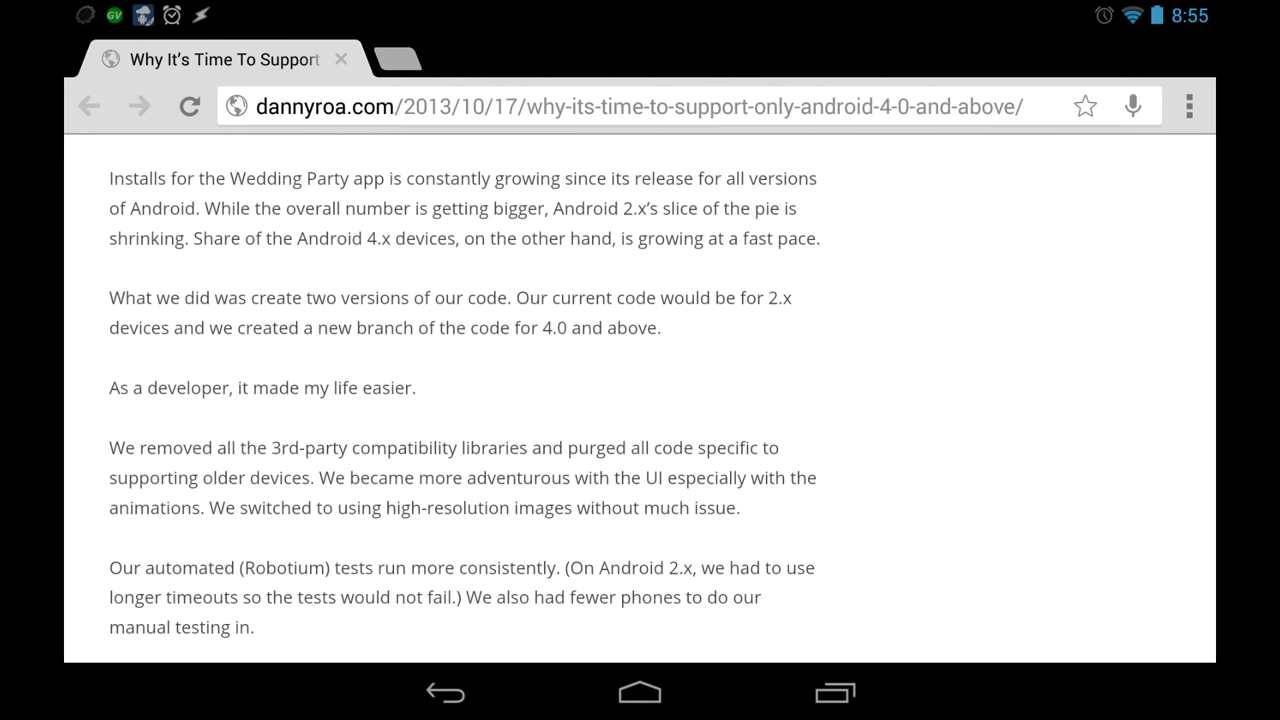 GV
8:55
Why It’s Time To Support
dannyroa.com/2013/10/17/why-its-time-to-support-only-android-4-0-and-above/
Installs for the Wedding Party app is constantly growing since its release for all versions
of Android. While the overall number is getting bigger, Android 2.x’s slice of the pie is
shrinking. Share of the Android 4.x devices, on the other hand, is growing at a fast pace.
What we did was create two versions of our code. Our current code would be for 2.x
devices and we created a new branch of the code for 4.0 and above.
As a developer, it made my life easier.
We removed all the 3rd-party compatibility libraries and purged all code specific to
supporting older devices. We became more adventurous with the UI especially with the
animations. We switched to using high-resolution images without much issue.
Our automated (Robotium) tests run more consistently. (On Android 2.x, we had to use
longer timeouts so the tests would not fail.) We also had fewer phones to do our
manual testing in.